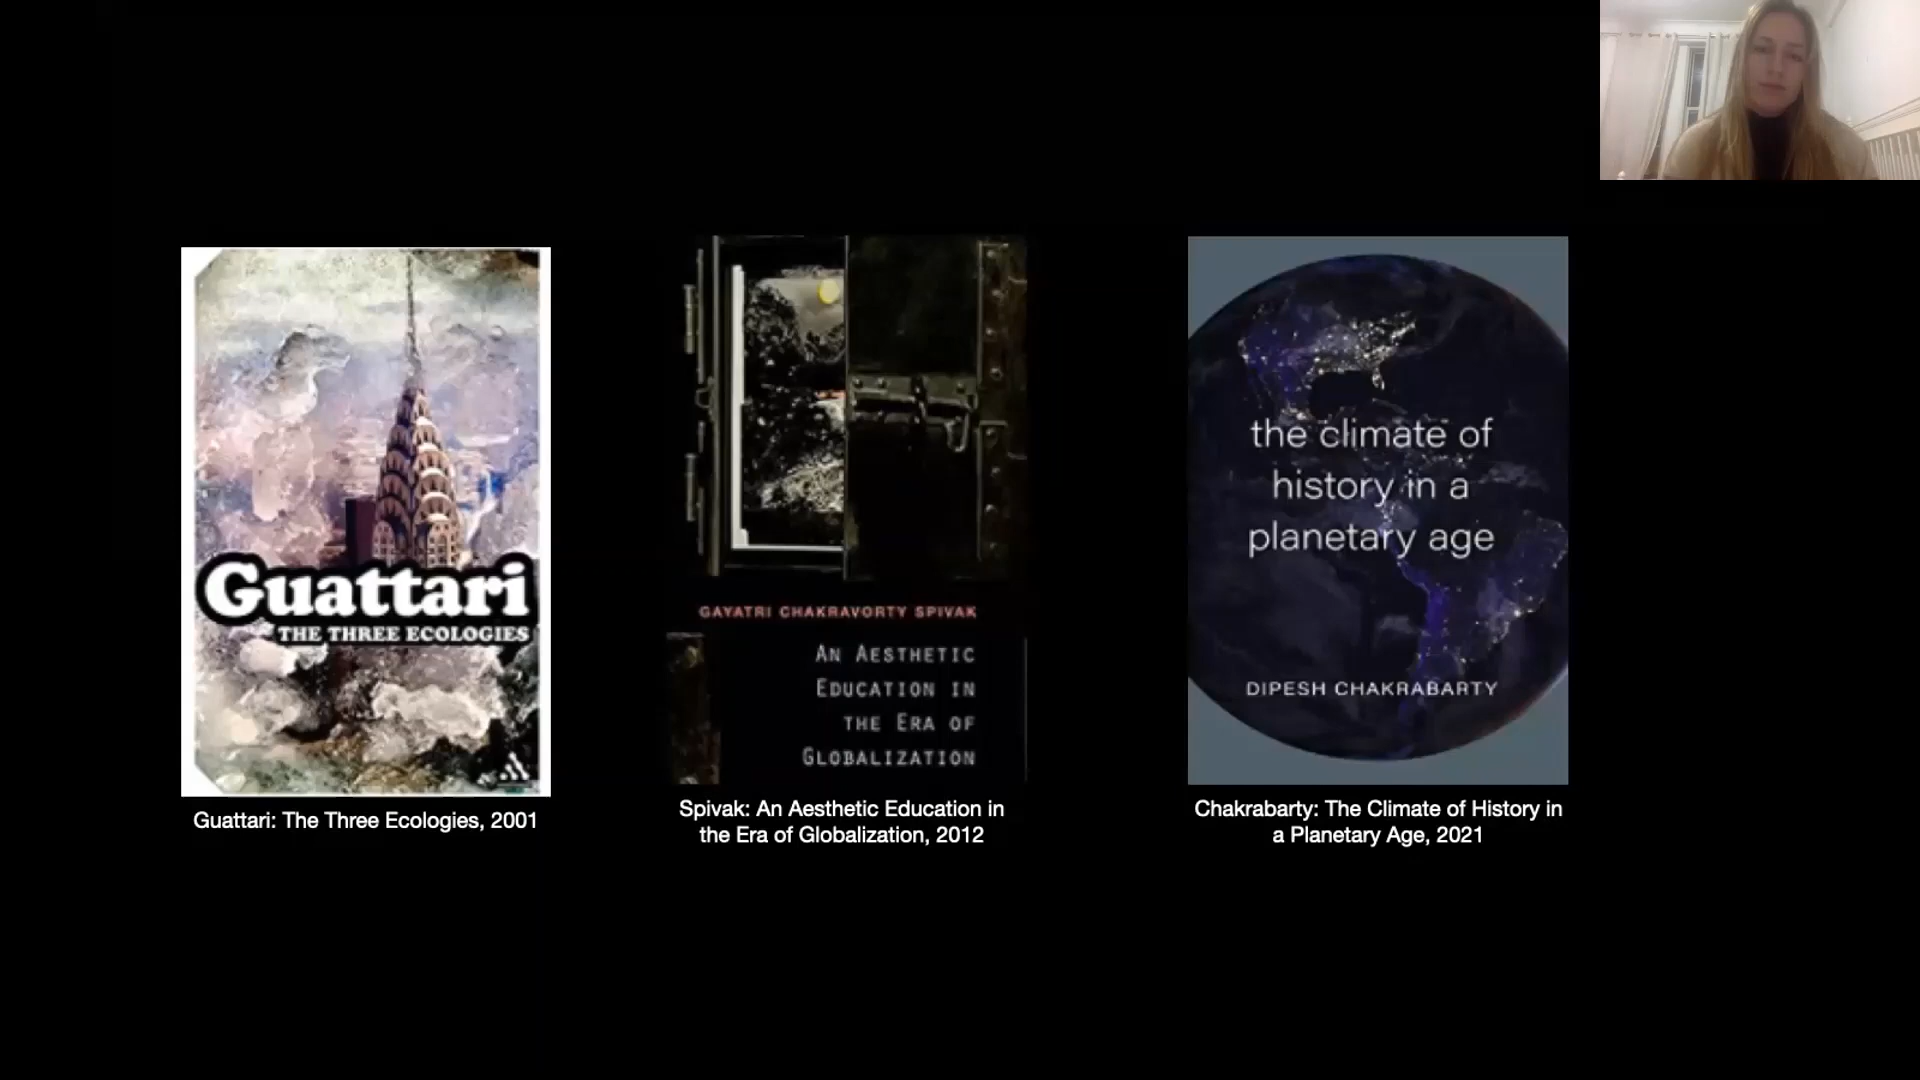 Guattari
THE THREE ECOLOGIES
Guattari: The Three Ecologies, 2001
GAYATRI CHAKRAVORTY SPIVAK
AN AESTHETIC
EDUCATION IN
THE ERA OF
GLOBALIZATION
Spivak: An Aesthetic Education in
the Era of Globalization, 2012
the climate of
history in a
planetary age
DIPESH CHAKRABARTY
Chakrabarty: The Climate of History in
a Planetary Age, 2021